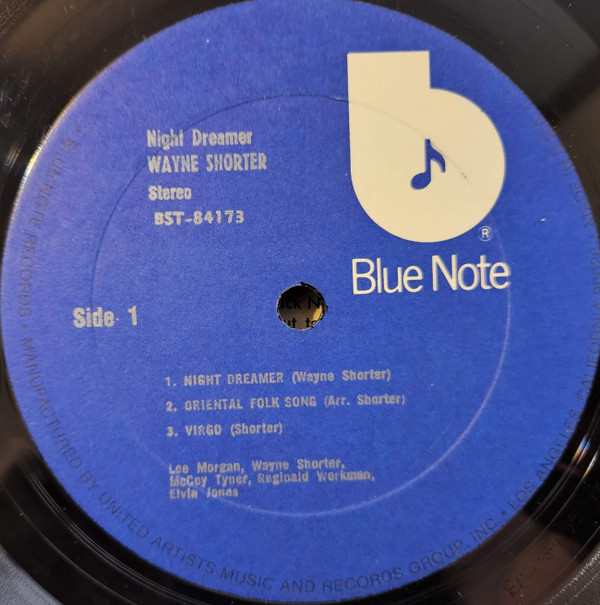 Night Dreamer
WAYNE SHORTER
Stereo
BST-84173
®
Blue Note
Side 1
1. NIGHT DREAMER (Wayne Shorter)
2. ORIENTAL FOLK SONG (Arr. Shorter)
3. VIRGO (Shorter)
Lee Morgan, Wayne Shorter,
McCoy Tyner, Reginald Workman,
Elvin Jonas
BLUE NOTE RECORDS • MANUFACTURED BY UNITED ARTISTS MUSIC AND RECORDS GROUP, INC. • LOS ANGELES, CALIFORNIA